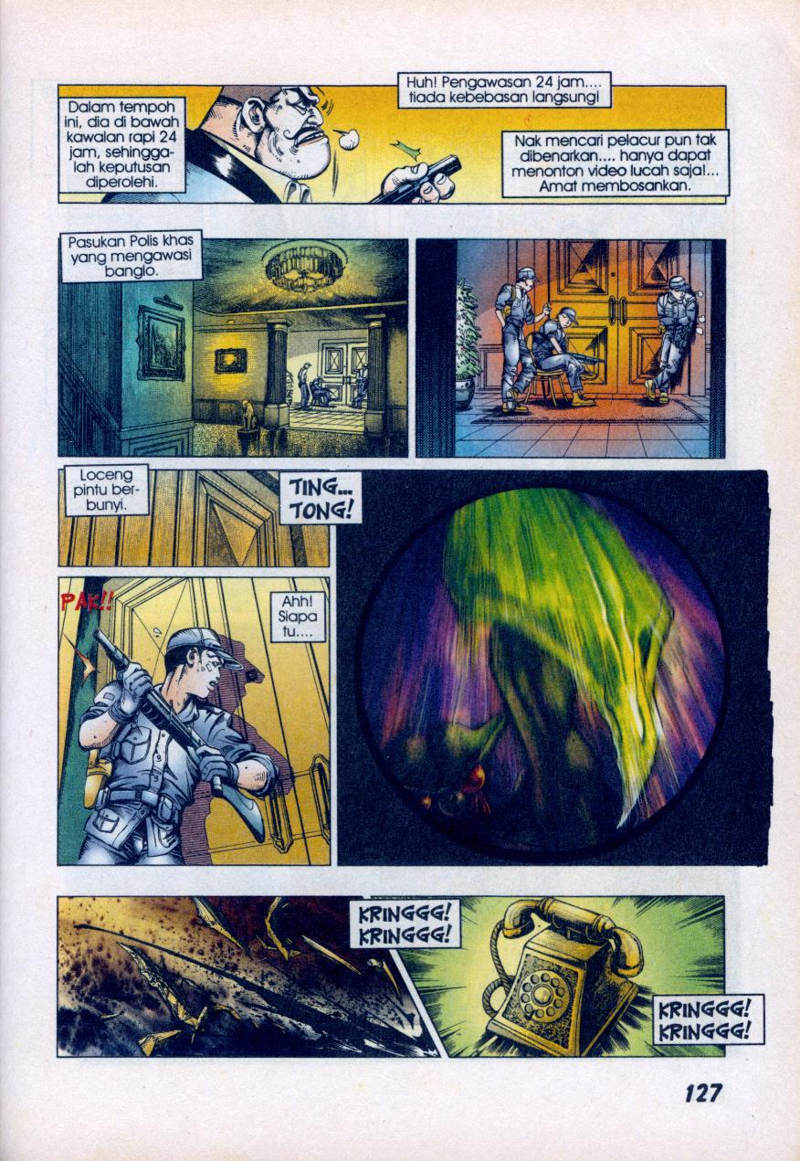 Dalam tempoh
ini, dia di bawah
kawalan rapi 24
jam, sehingga-
lah keputusan
diperolehi.
Huh! Pengawasan 24 jam....
tiada kebebasan langsung!
Nak mencari pelacur pun tak
dibenarkan.... hanya dapat
menonton video lucah saja!...
Amat membosankan.
Pasukan Polis khas
yang mengawasi
banglo.
Loceng
pintu ber-
bunyi.
TING...
TONG!
PAK!!
Ahh!
Siapa
tu....
KRINGGG!
KRINGGG!
KRINGGG!
KRINGGG!
127